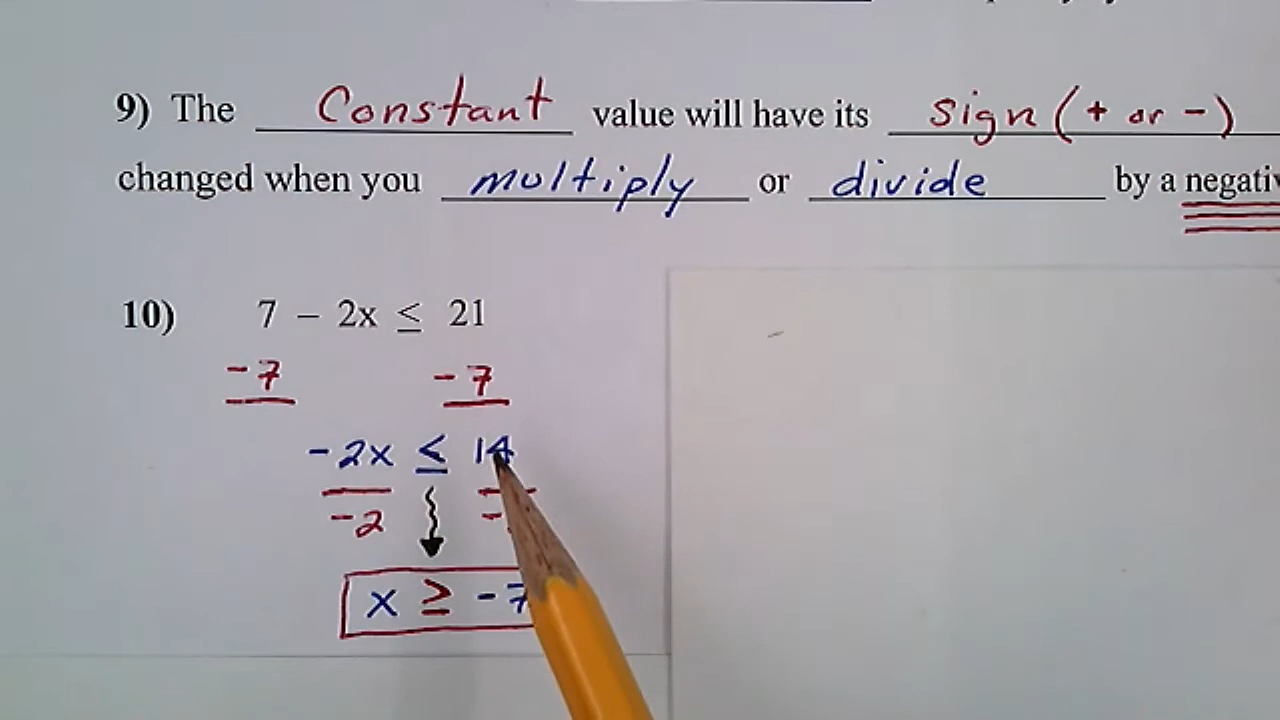 9) The Constant value will have its sign (+ or -)
changed when you multiply or divide by a
10) 7 – 2x ≤ 21
-7 -7
-2x ≤ 14
-2
x ≥ -7